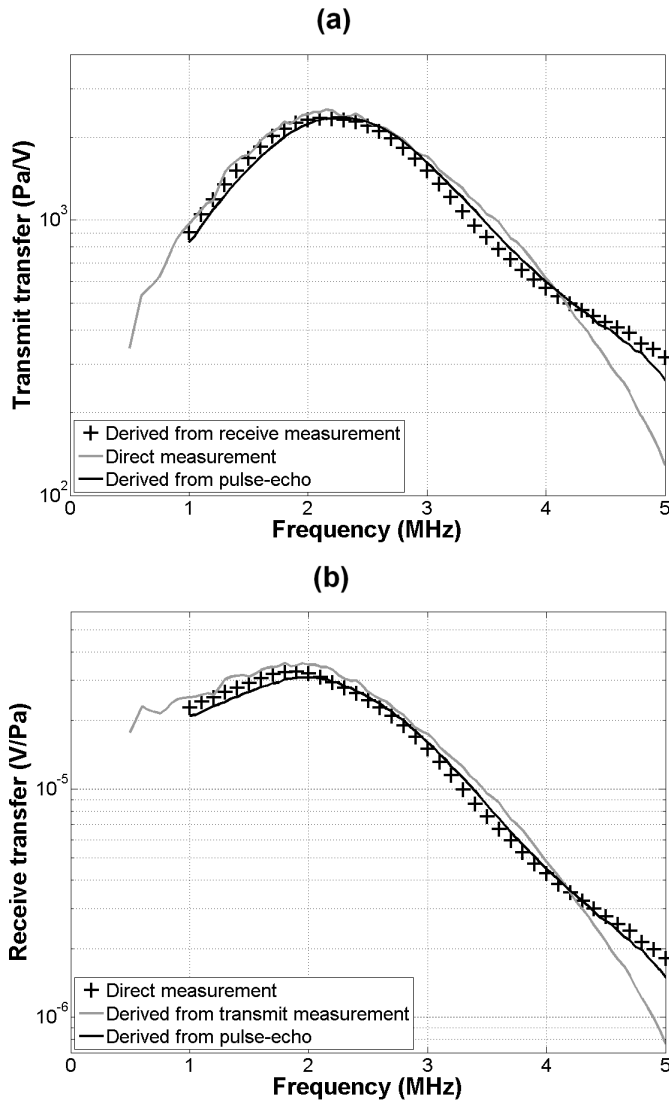 (a)
Transmit transfer (Pa/V)
10^3
10^2
+ Derived from receive measurement
Direct measurement
Derived from pulse-echo
0 1 2 3 4 5
Frequency (MHz)
(b)
Receive transfer (V/Pa)
10^-5
10^-6
+ Direct measurement
Derived from transmit measurement
Derived from pulse-echo
0 1 2 3 4 5
Frequency (MHz)